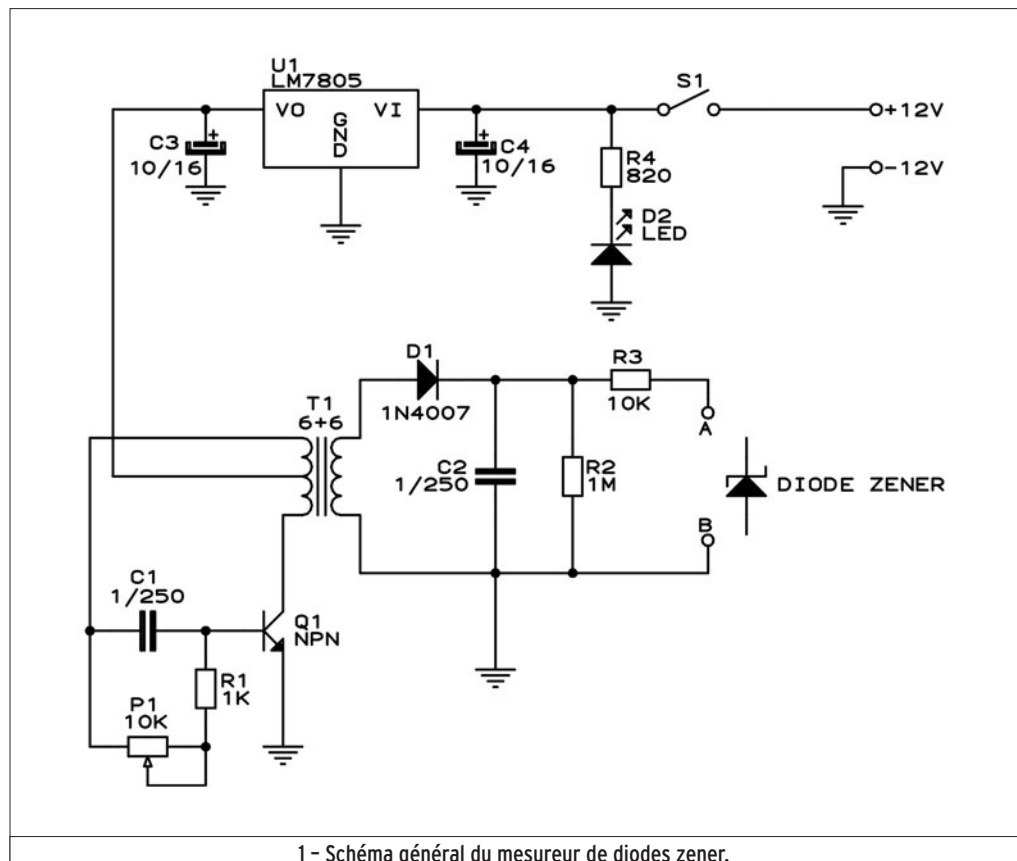 U1
LM7805
VO
VI
GND
C3
10/16
+
C4
10/16
+
S1
+12V
-12V
R4
820
D2
LED
D1
1N4007
T1
6+6
R3
10K
A
C2
1/250
R2
1M
DIODE ZENER
B
C1
1/250
Q1
NPN
R1
1K
P1
10K
1 – Schéma général du mesureur de diodes zener.